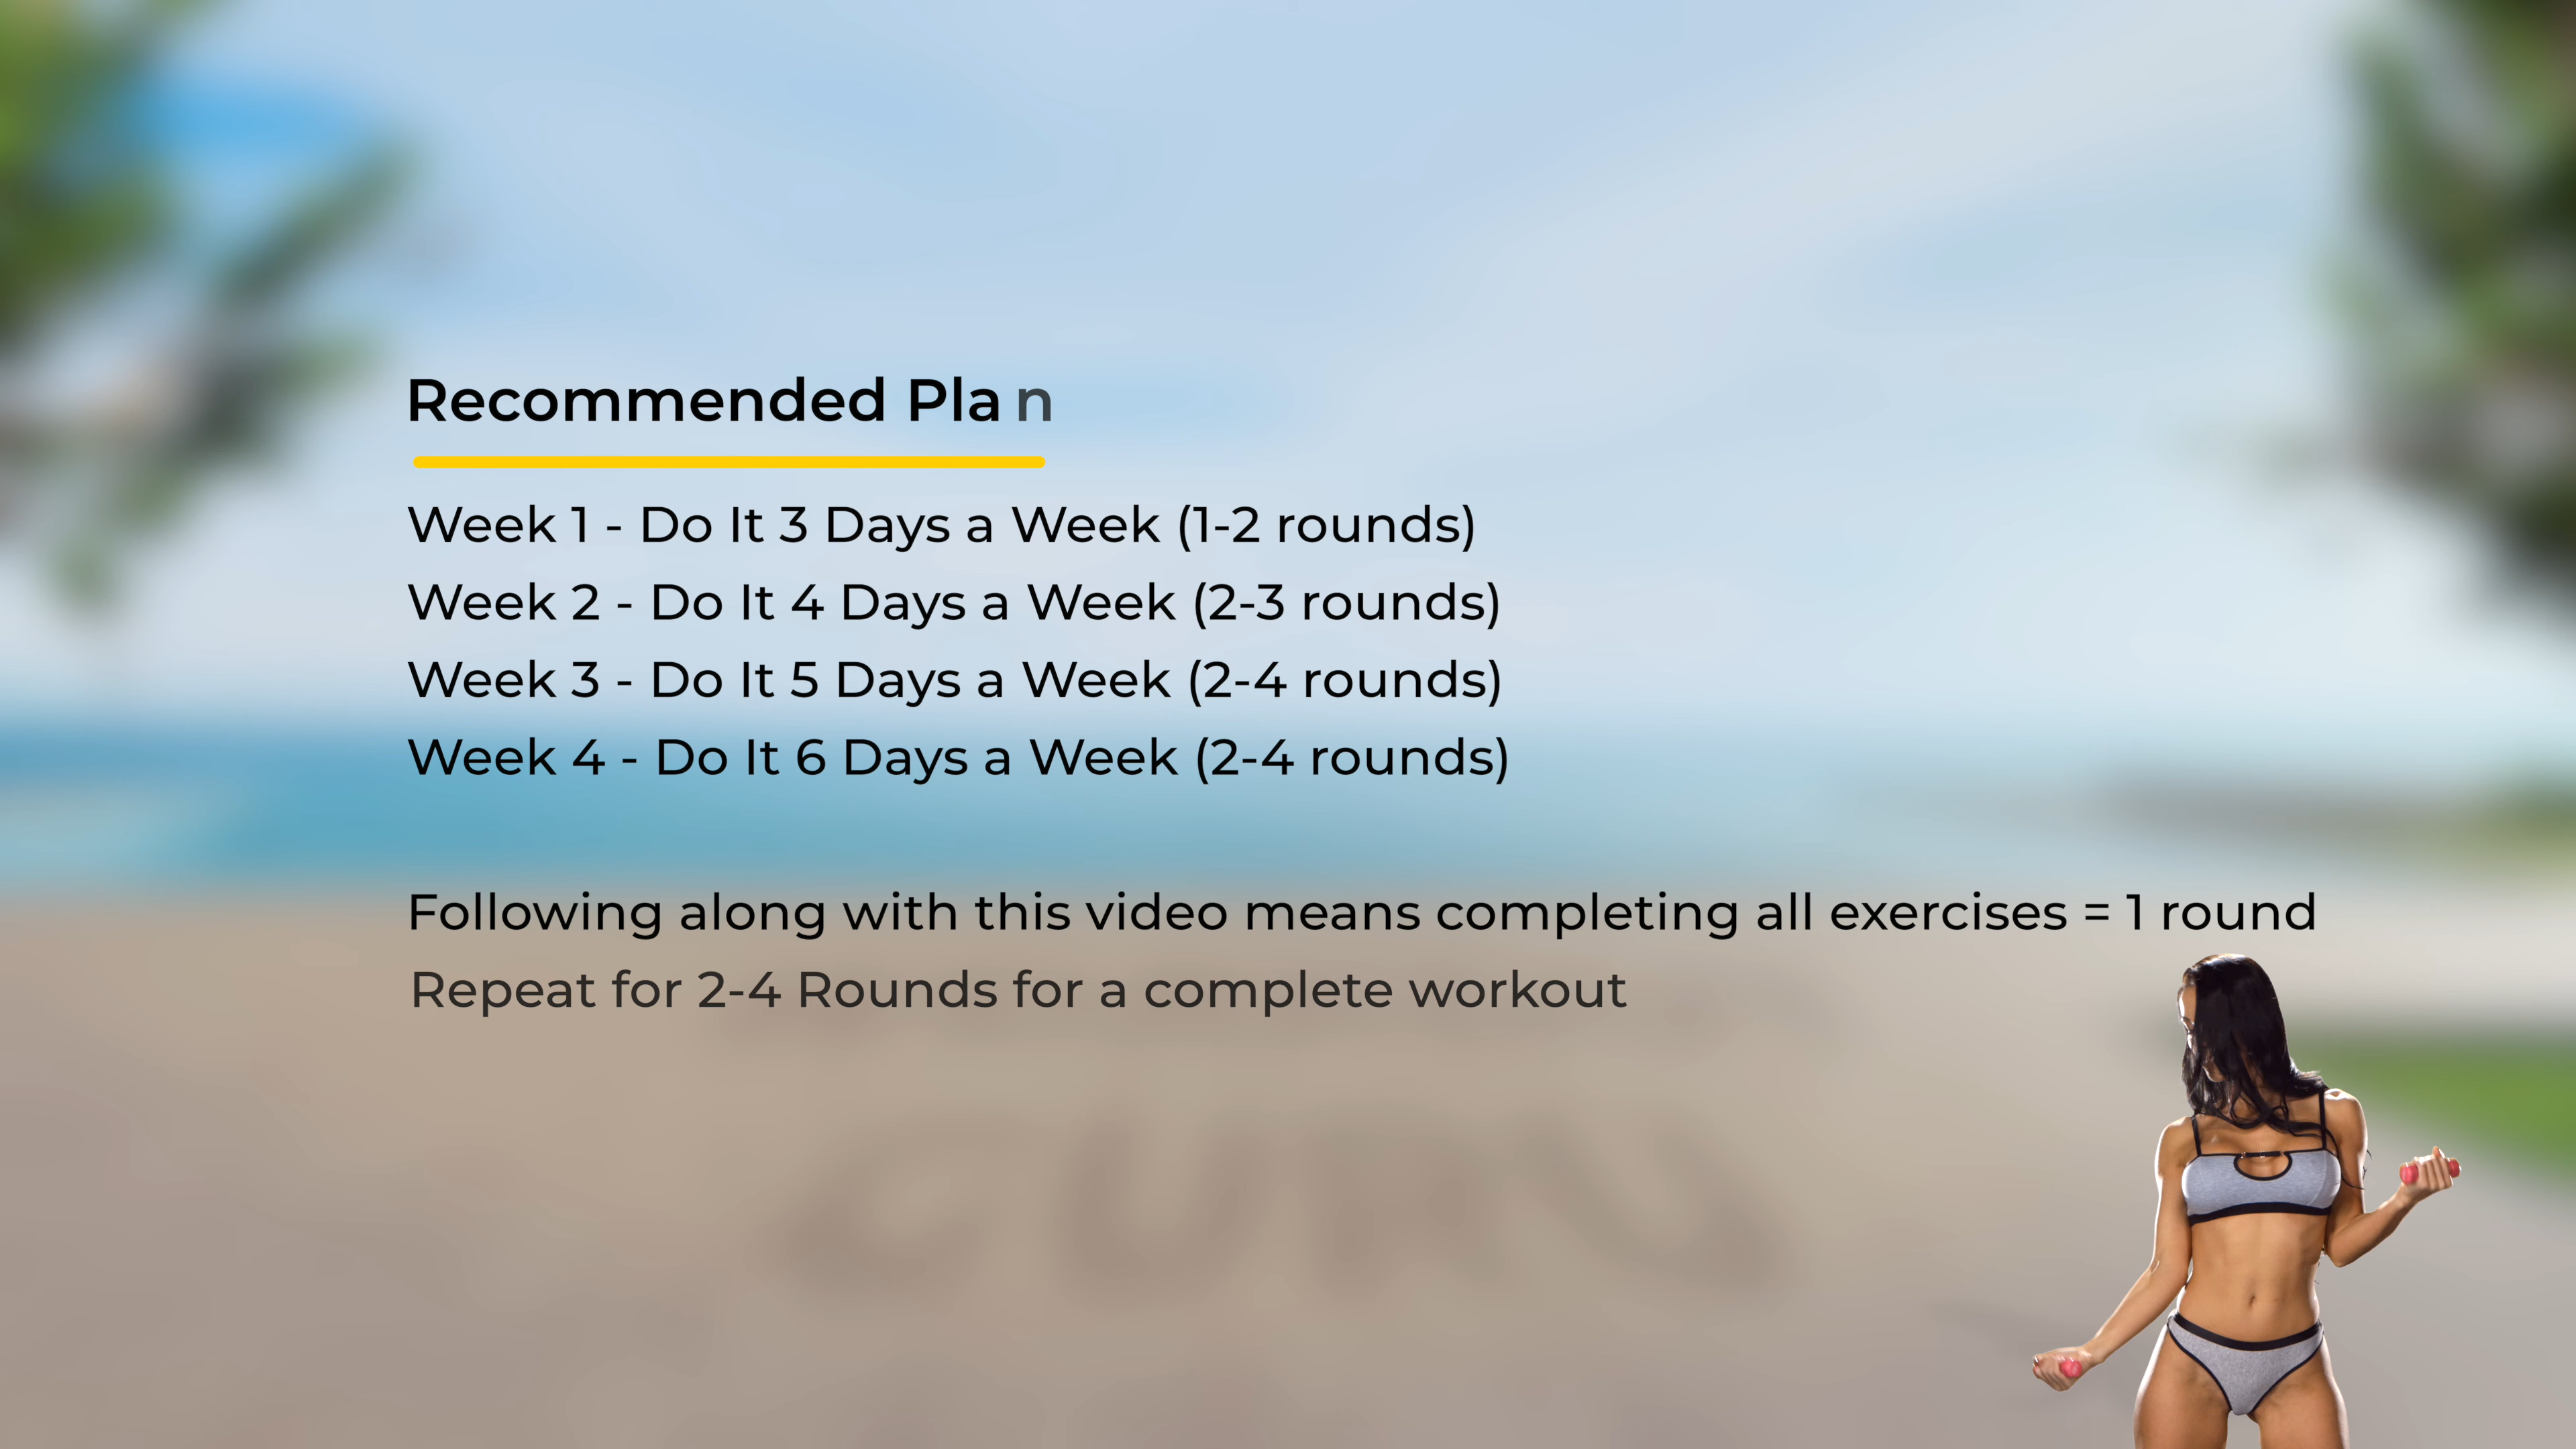 Recommended Plan
Week 1 - Do It 3 Days a Week (1-2 rounds)
Week 2 - Do It 4 Days a Week (2-3 rounds)
Week 3 - Do It 5 Days a Week (2-4 rounds)
Week 4 - Do It 6 Days a Week (2-4 rounds)
Following along with this video means completing all exercises = 1 round
Repeat for 2-4 Rounds for a complete workout